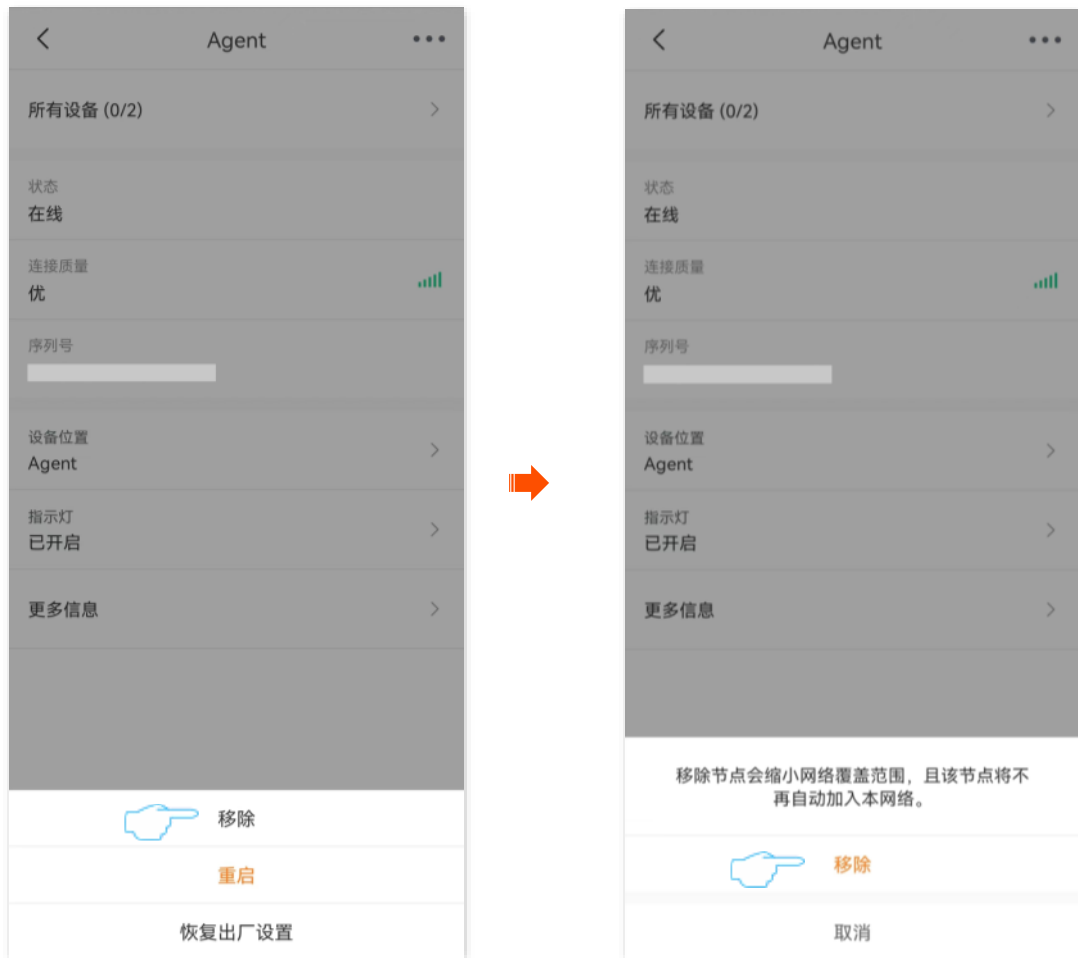 Agent
所有设备 (0/2)
状态
在线
连接质量
优
序列号
设备位置
Agent
指示灯
已开启
更多信息
移除
重启
恢复出厂设置
Agent
所有设备 (0/2)
状态
在线
连接质量
优
序列号
设备位置
Agent
指示灯
已开启
更多信息
移除节点会缩小网络覆盖范围，且该节点将不
再自动加入本网络。
移除
取消